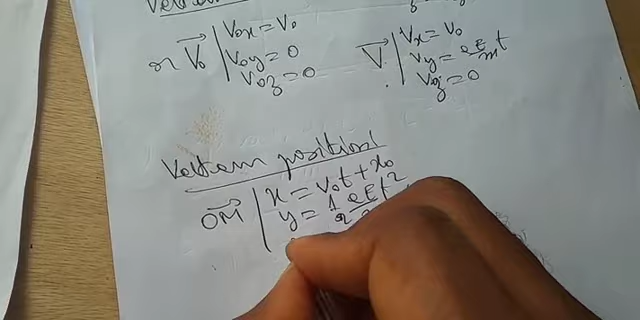 or V₀→ | V₀x = V₀
V₀y = 0
V₀z = 0
V→ | Vx = V₀
Vy = eE/m t
V₀z = 0
Vecteur position
OM→ | x = V₀t + x₀
y = 1/2 eE t²